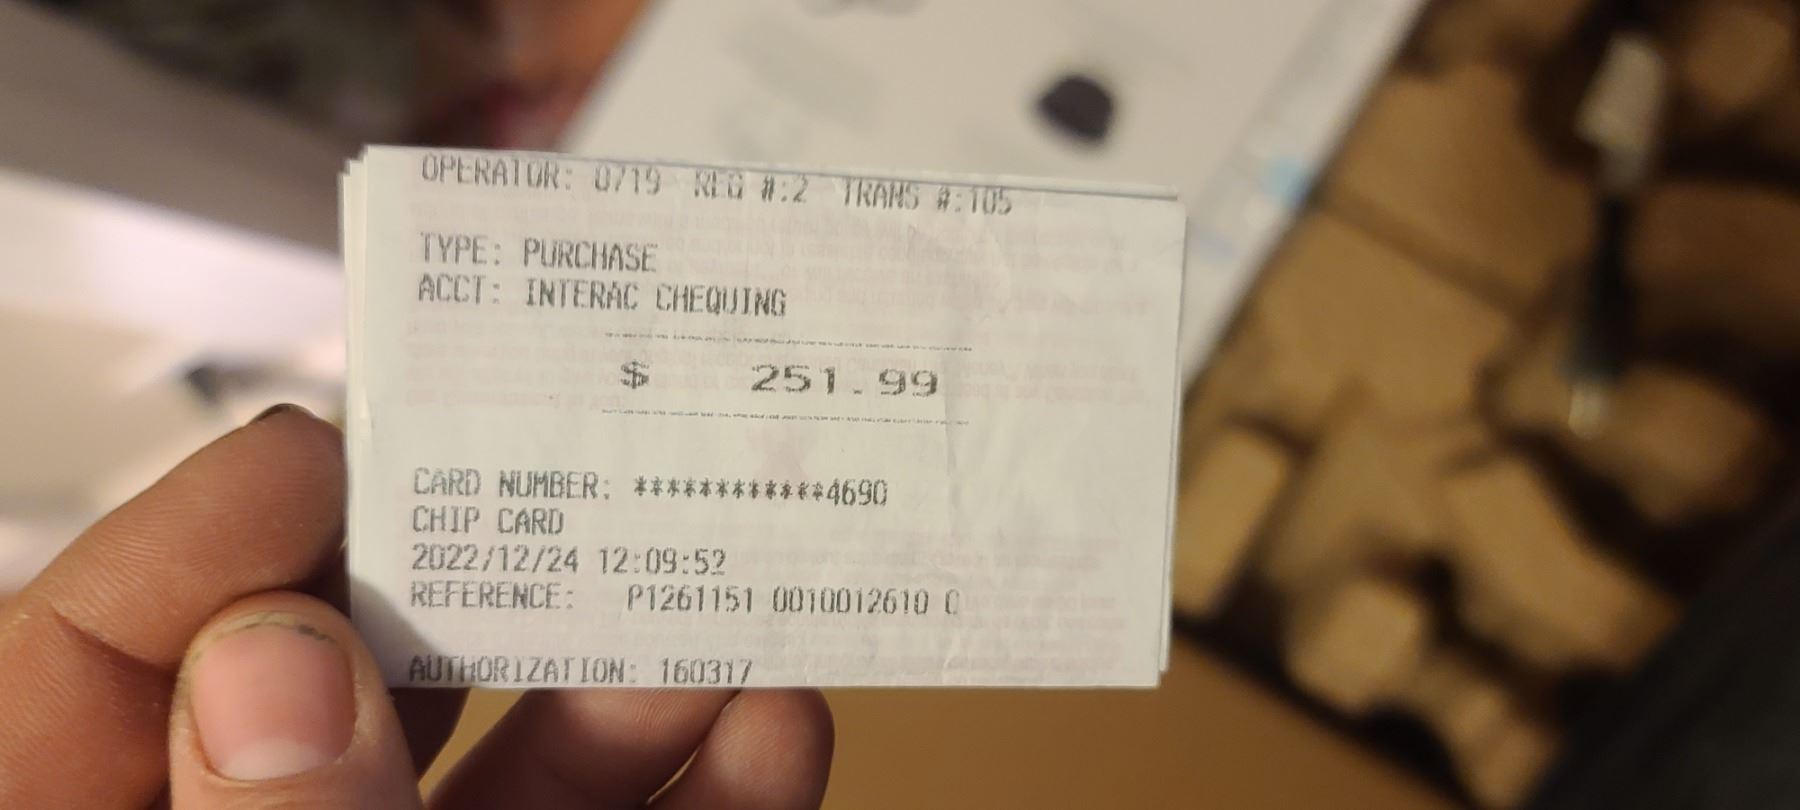 OPERATOR: 0719 REG #:2 TRANS #:105
TYPE: PURCHASE
ACCT: INTERAC CHEQUING
$ 251.99
CARD NUMBER: ************4690
CHIP CARD
2022/12/24 12:09:52
REFERENCE: P1261151 0010012610 C
AUTHORIZATION: 160317